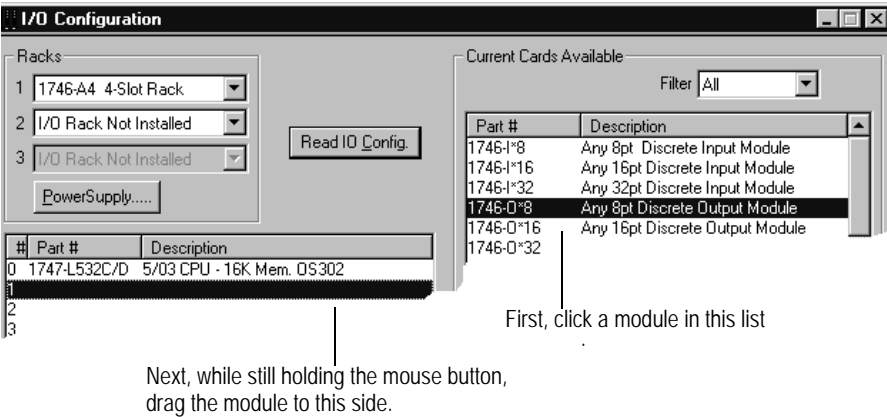 I/O Configuration
Racks
1 1746-A4 4-Slot Rack
2 I/O Rack Not Installed
3 I/O Rack Not Installed
PowerSupply.....
Read IO Config.
Current Cards Available
Filter All
Part # Description
1746-I*8 Any 8pt Discrete Input Module
1746-I*16 Any 16pt Discrete Input Module
1746-I*32 Any 32pt Discrete Input Module
1746-O*8 Any 8pt Discrete Output Module
1746-O*16 Any 16pt Discrete Output Module
1746-O*32
# Part # Description
0 1747-L532C/D 5/03 CPU - 16K Mem. OS302
1
2
3
First, click a module in this list
.
Next, while still holding the mouse button,
drag the module to this side.